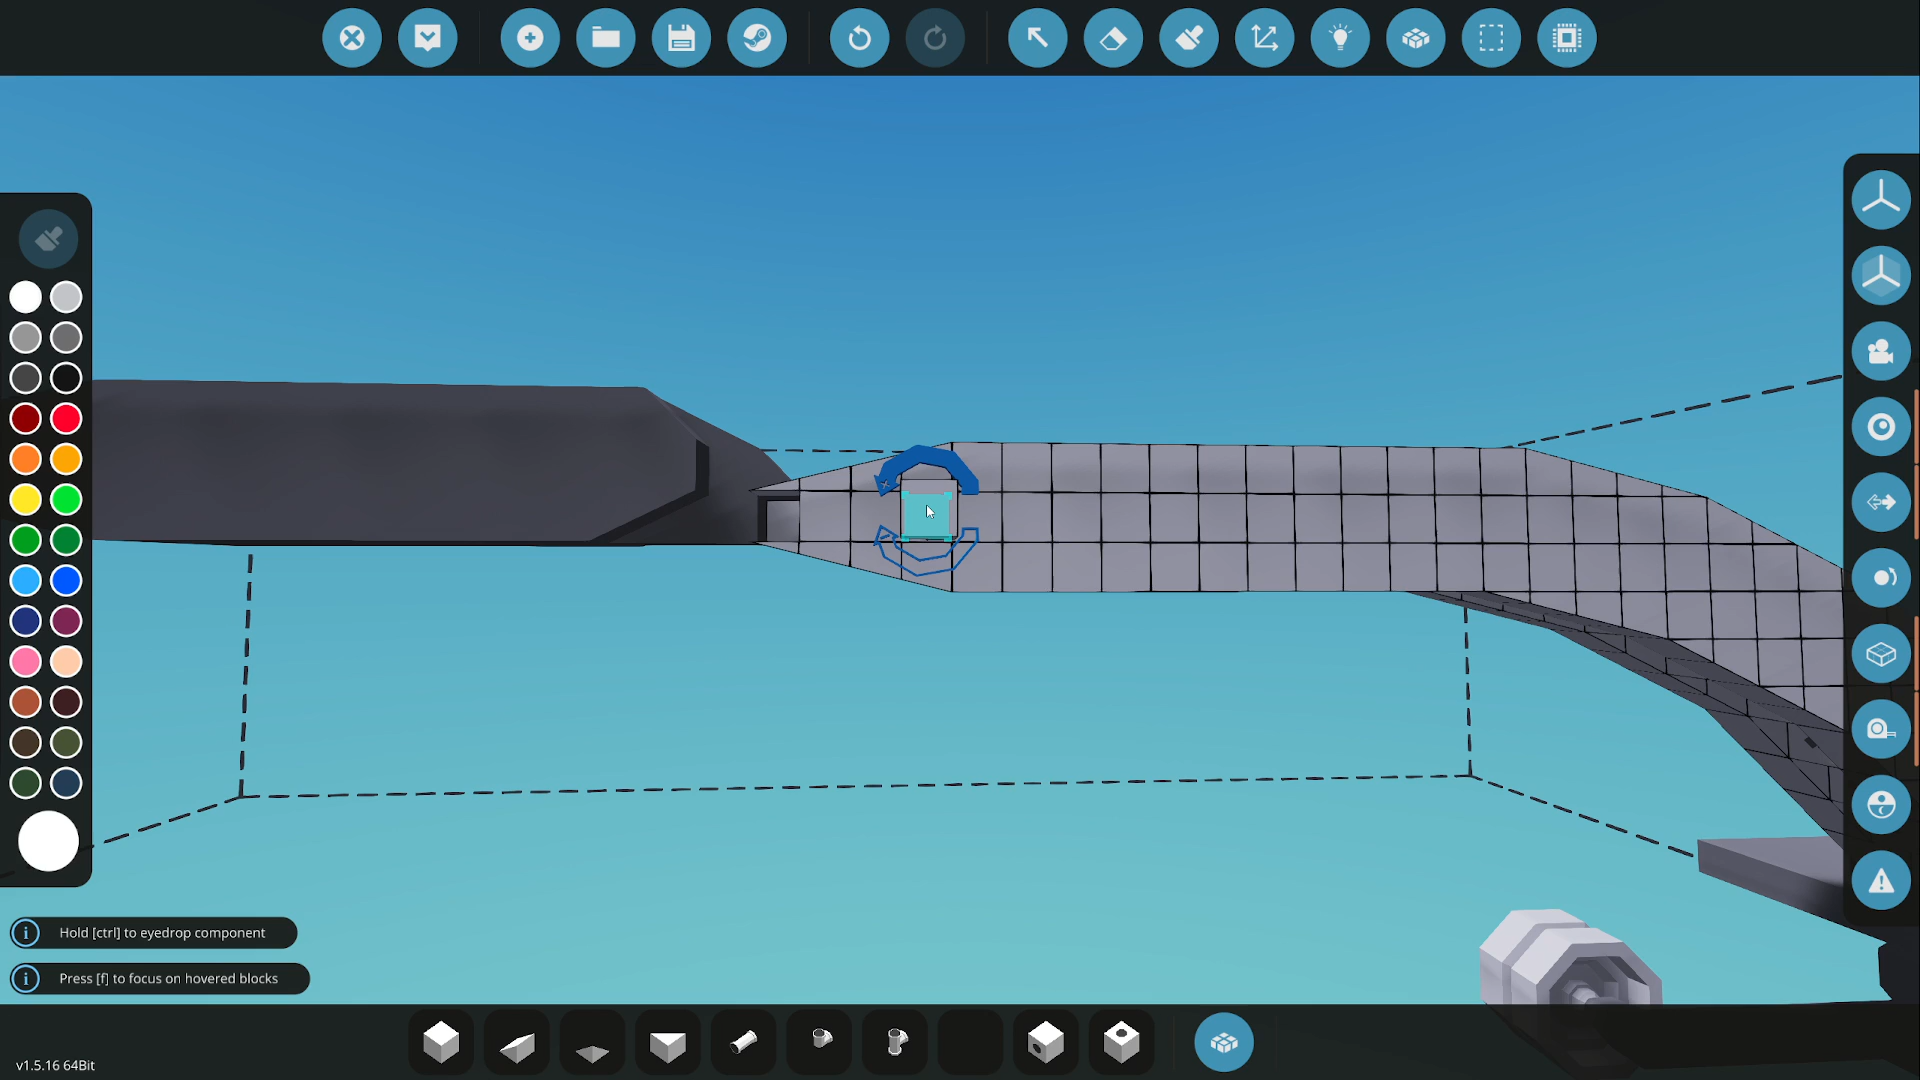 Hold [ctrl] to eyedrop component
Press [f] to focus on hovered blocks
v1.5.16 64Bit